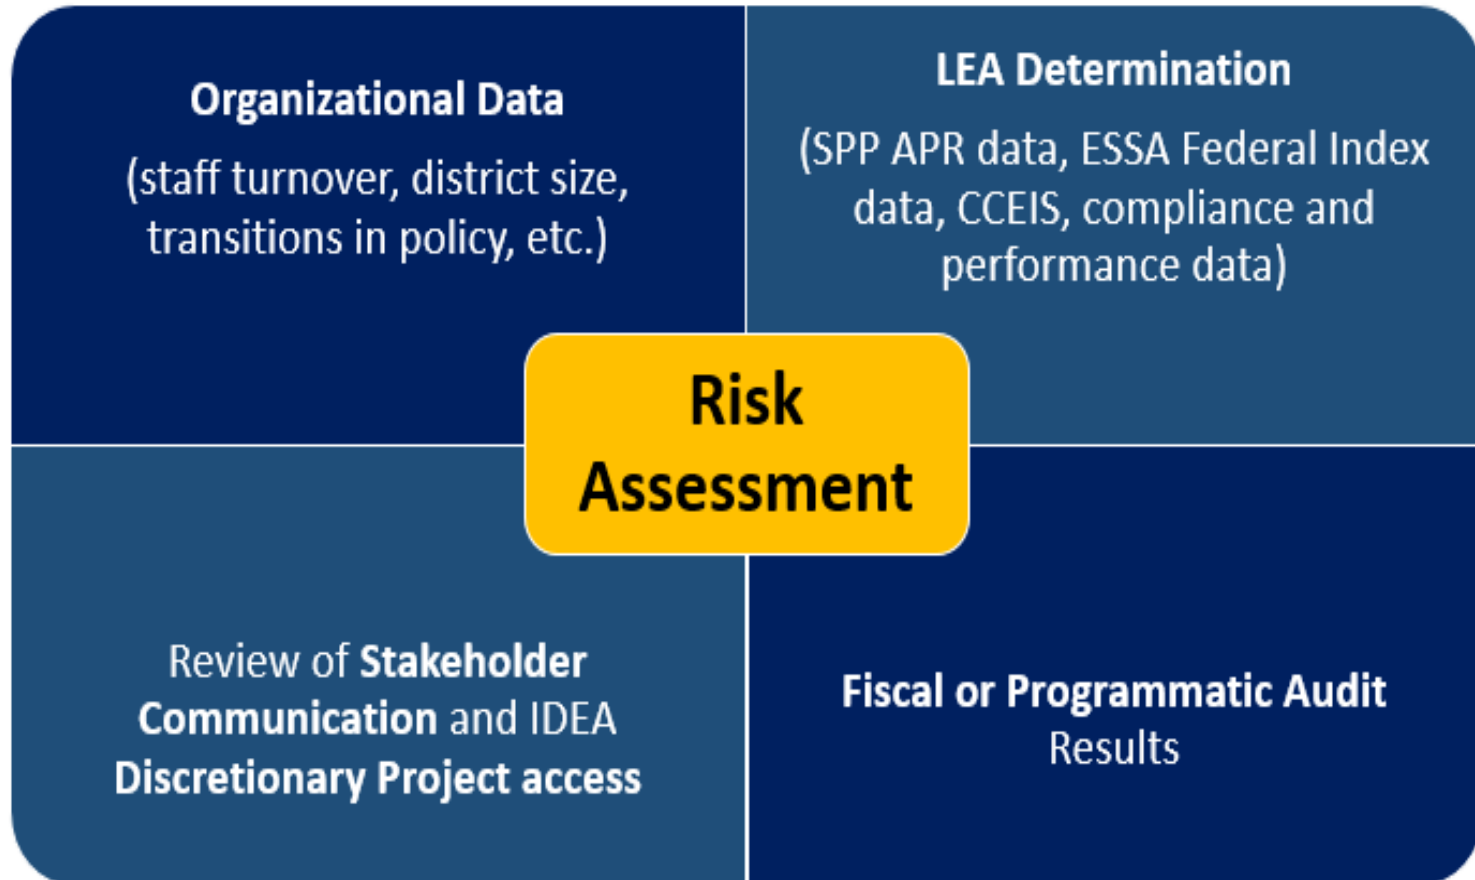 Organizational Data
(staff turnover, district size,
transitions in policy, etc.)
LEA Determination
(SPP APR data, ESSA Federal Index
data, CCEIS, compliance and
performance data)
Risk
Assessment
Review of Stakeholder
Communication and IDEA
Discretionary Project access
Fiscal or Programmatic Audit
Results